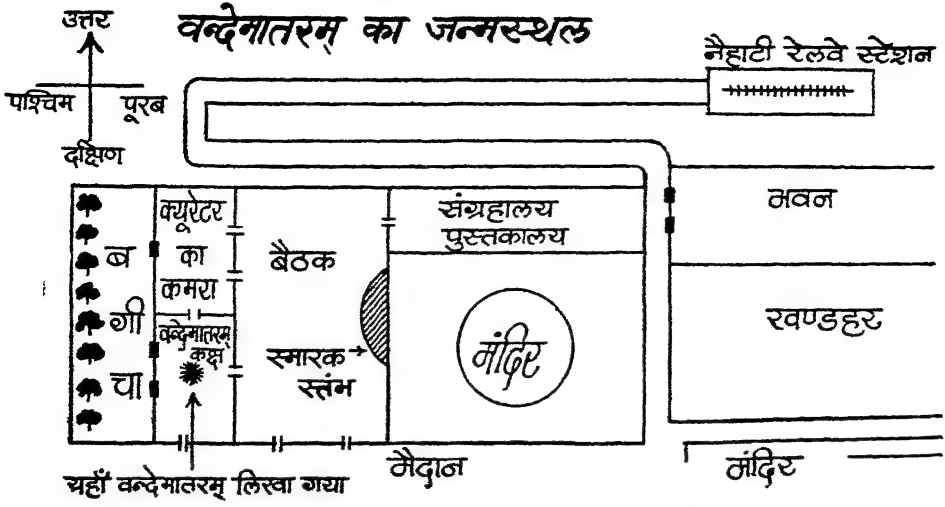 वन्देमातरम् का जन्मस्थल
उत्तर
पश्चिम
पूरब
दक्षिण
नैहाटी रेलवे स्टेशन
भवन
खण्डहर
संग्रहालय
पुस्तकालय
क्यूरेटर
का
कमरा
बैठक
बगीचा
वन्देमातरम्
कक्ष
स्मारक
स्तंभ
मंदिर
मैदान
मंदिर
यहाँ वन्देमातरम् लिखा गया